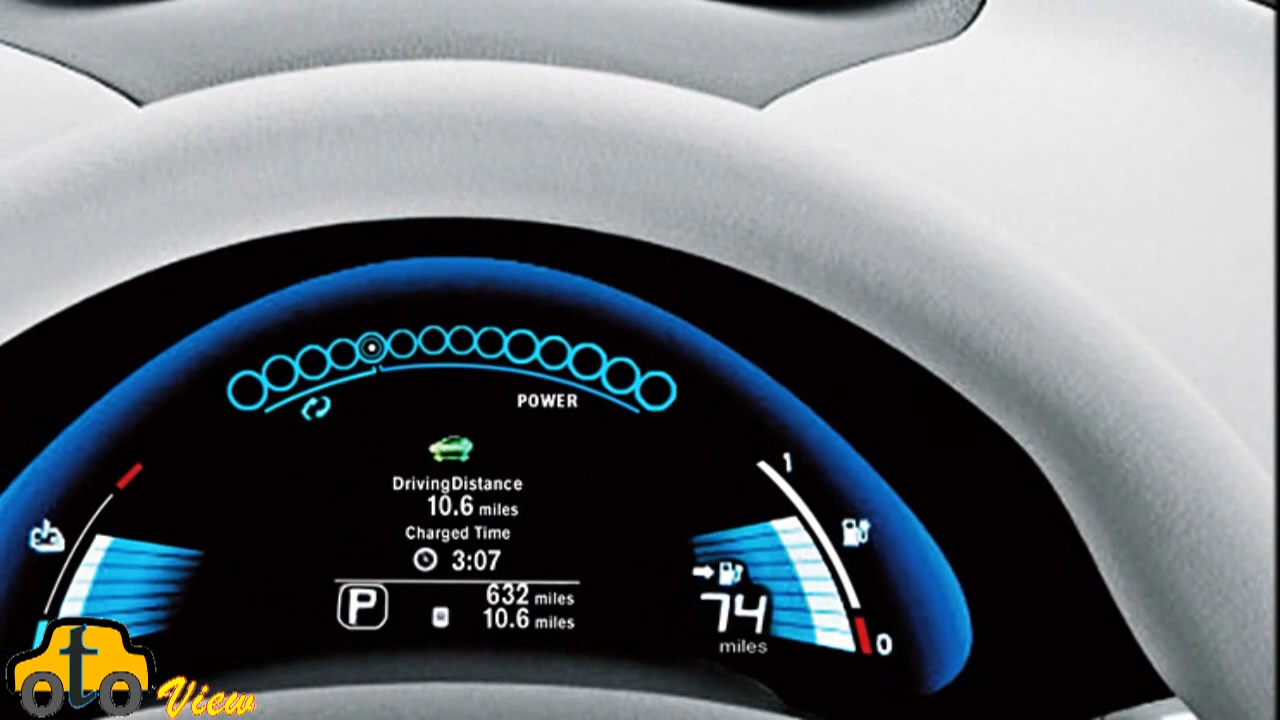 POWER
DrivingDistance
10.6 miles
Charged Time
3:07
1
P
632 miles
10.6 miles
74
miles
0
t
View